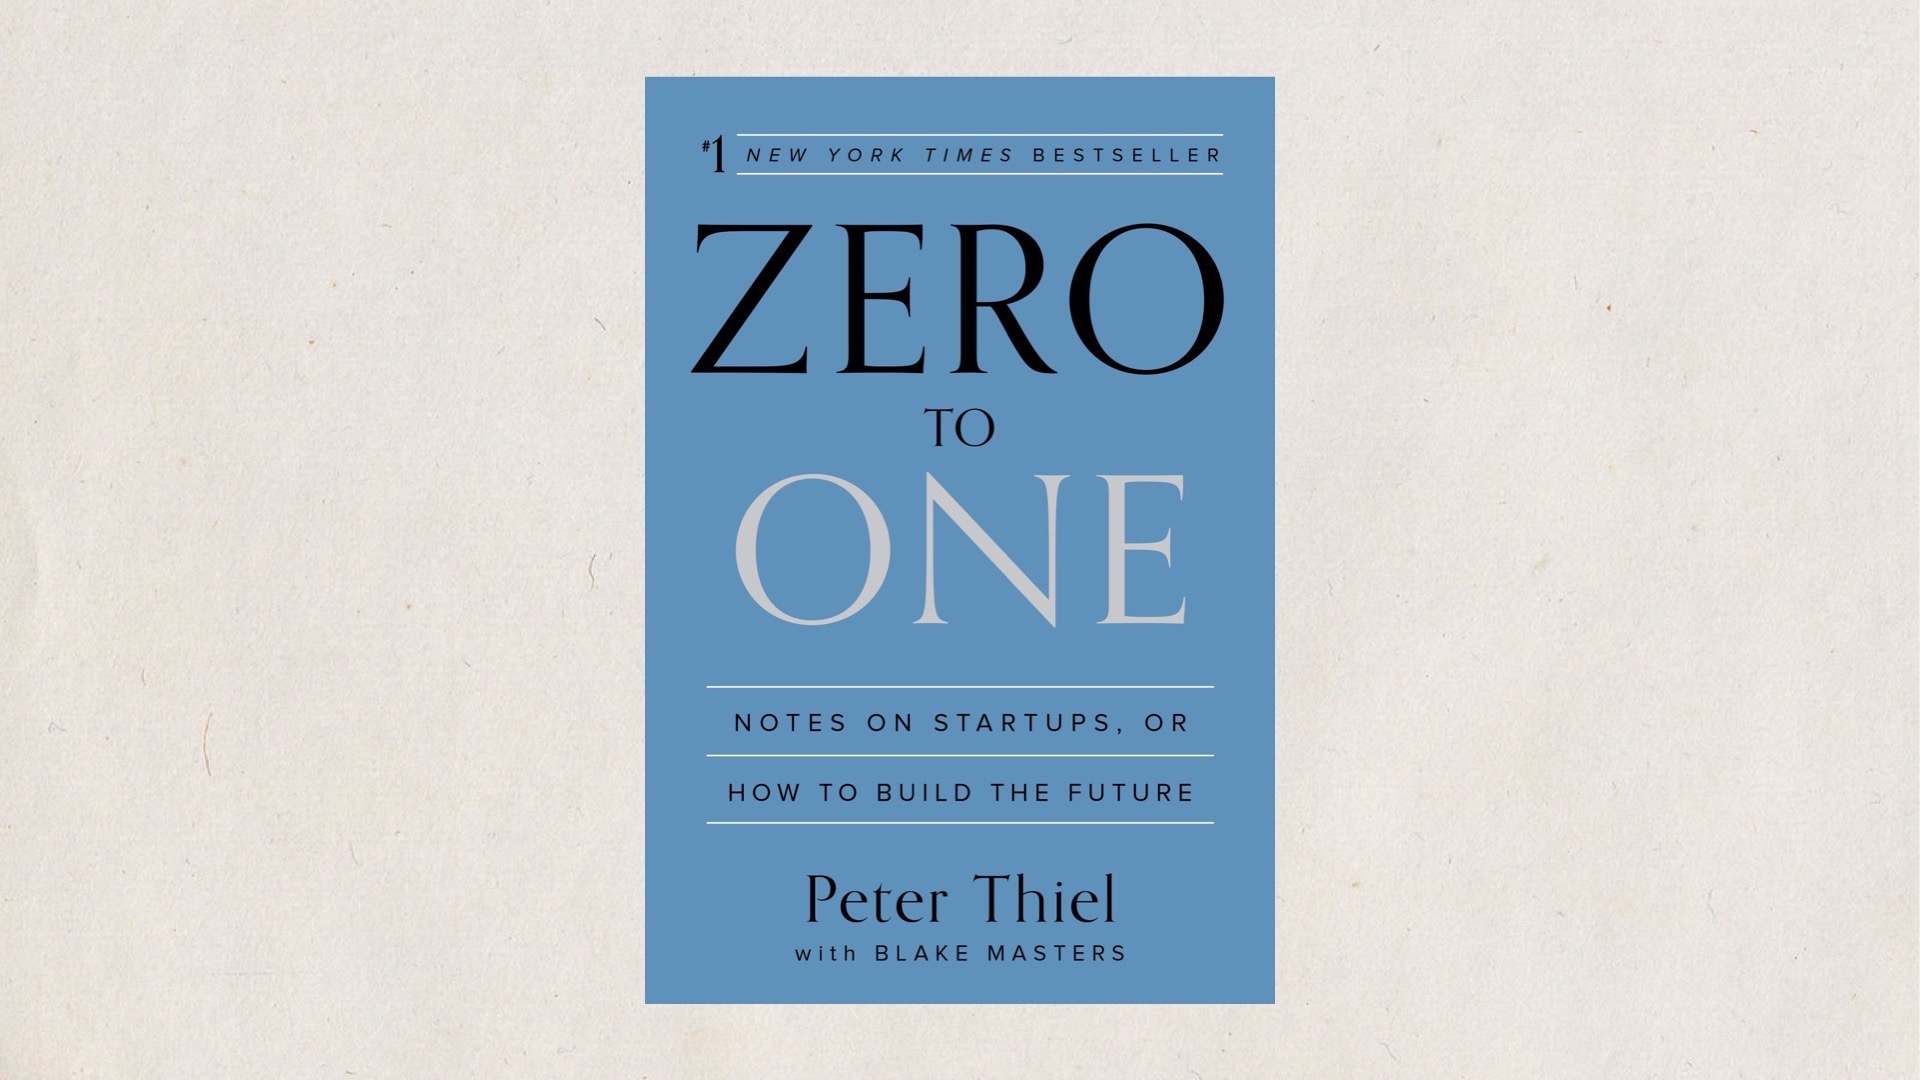 #1 NEW YORK TIMES BESTSELLER
ZERO
TO
ONE
NOTES ON STARTUPS, OR
HOW TO BUILD THE FUTURE
Peter Thiel
with BLAKE MASTERS